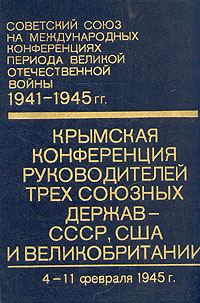 СОВЕТСКИЙ СОЮЗ
НА МЕЖДУНАРОДНЫХ
КОНФЕРЕНЦИЯХ
ПЕРИОДА ВЕЛИКОЙ
ОТЕЧЕСТВЕННОЙ
ВОЙНЫ
1941-1945 гг.
КРЫМСКАЯ
КОНФЕРЕНЦИЯ
РУКОВОДИТЕЛЕЙ
ТРЕХ СОЮЗНЫХ
ДЕРЖАВ–
СССР, США
И ВЕЛИКОБРИТАНИИ
4–11 февраля 1945 г.